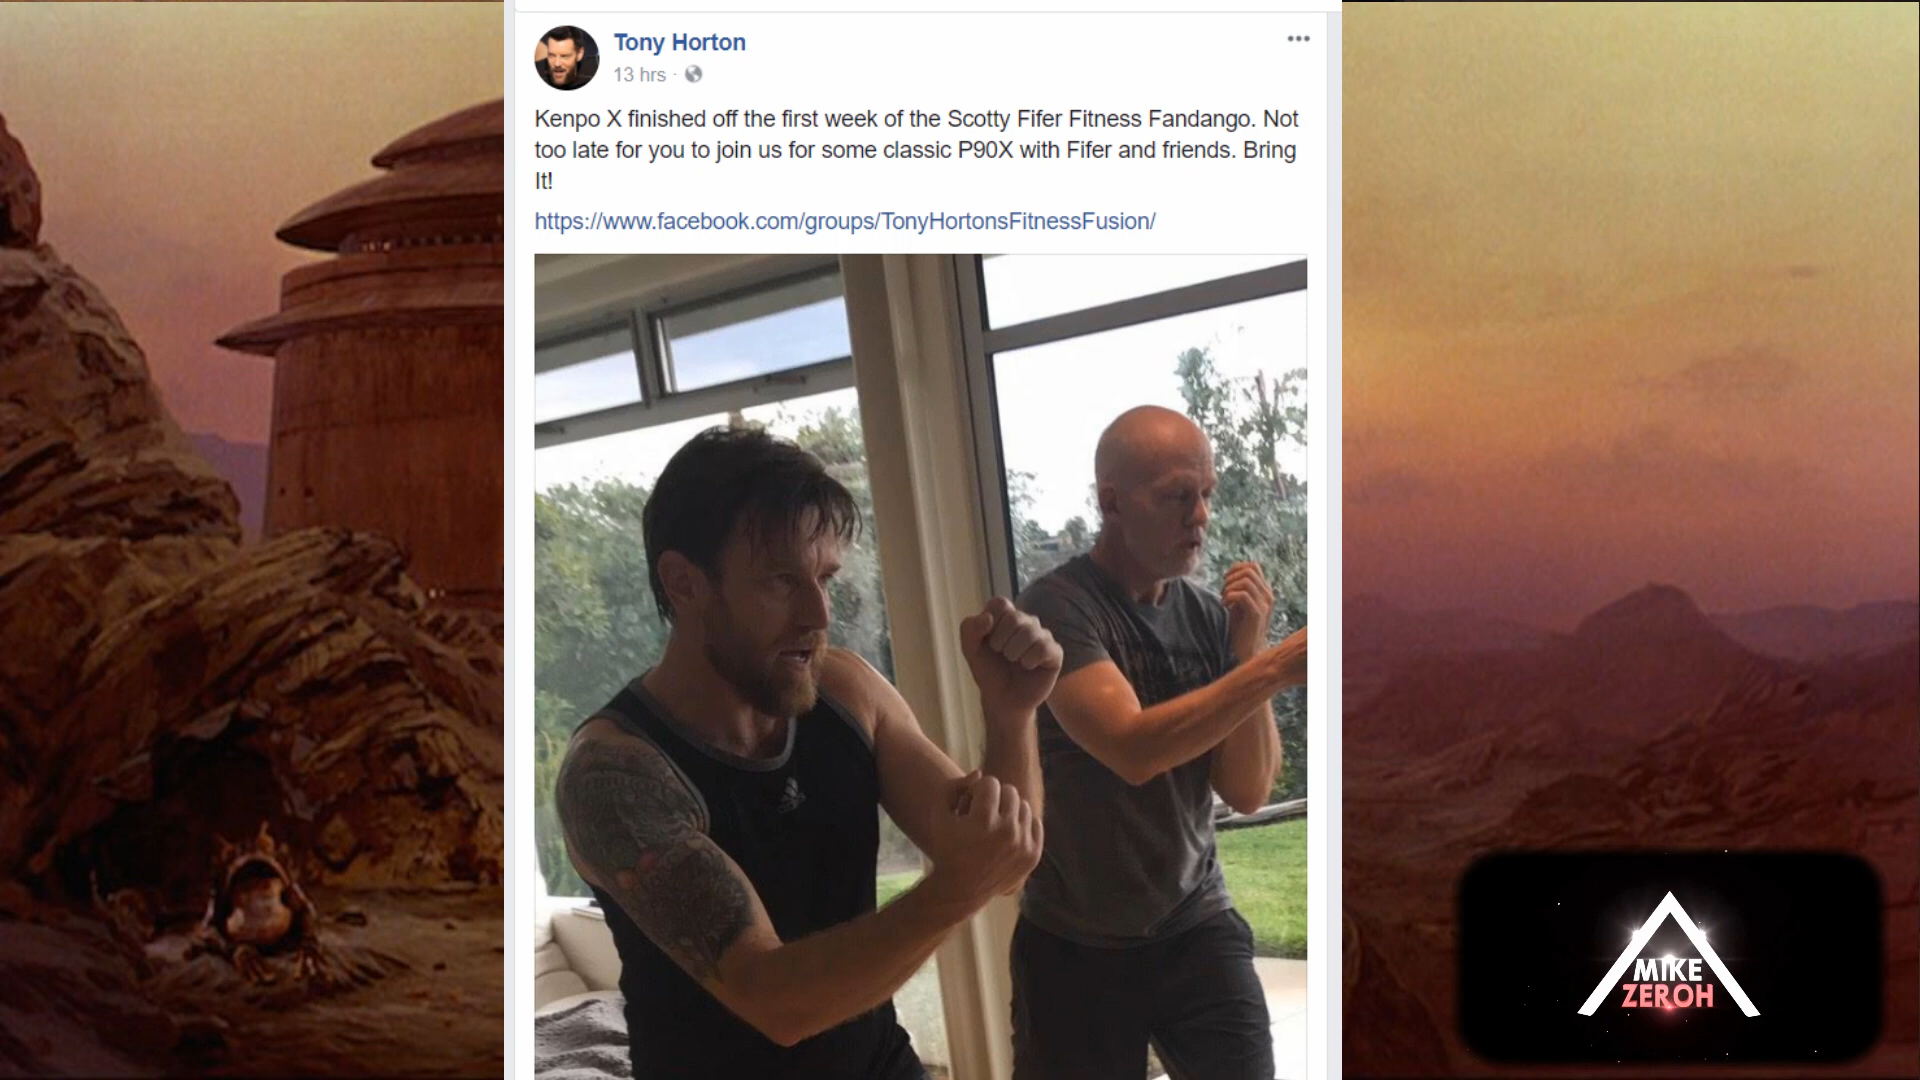 Tony Horton
13 hrs ·
Kenpo X finished off the first week of the Scotty Fifer Fitness Fandango. Not
too late for you to join us for some classic P90X with Fifer and friends. Bring
It!
https://www.facebook.com/groups/TonyHortonsFitnessFusion/
MIKE
ZEROH